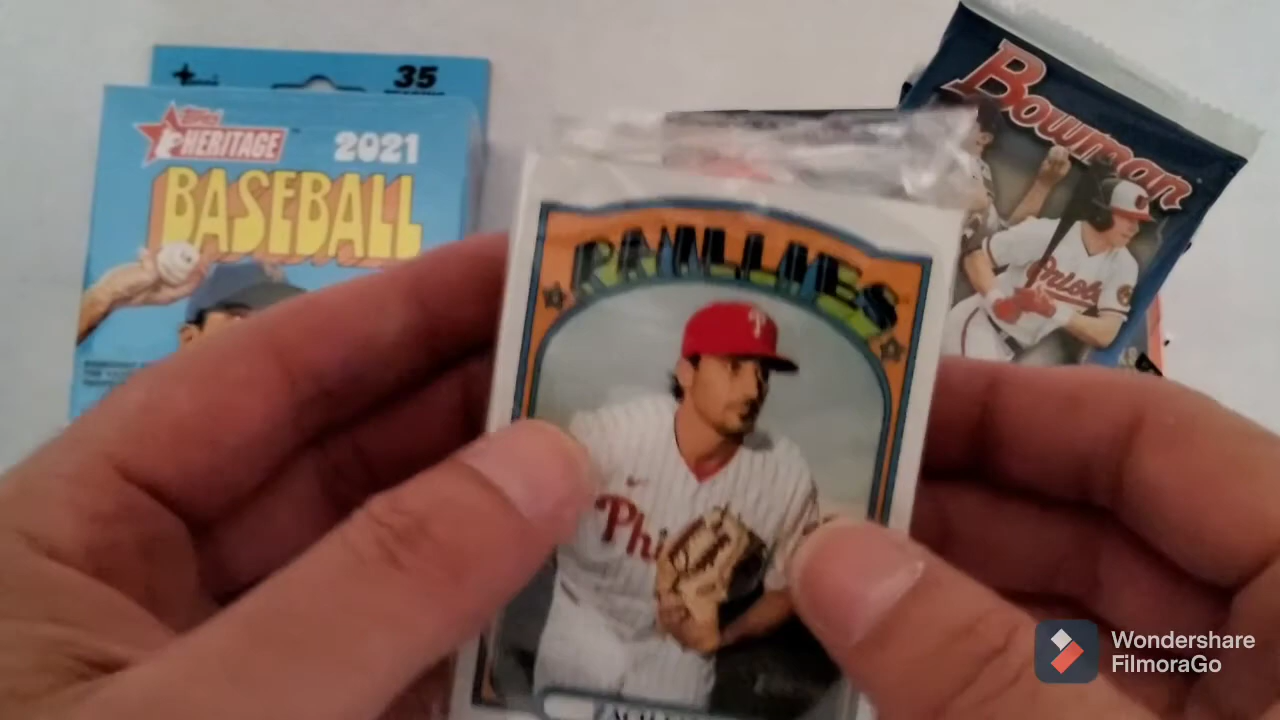 35
Topps
HERITAGE
2021
BASEBALL
Bowman
Orioles
PHILLIES
P
Phi
Wondershare
FilmoraGo